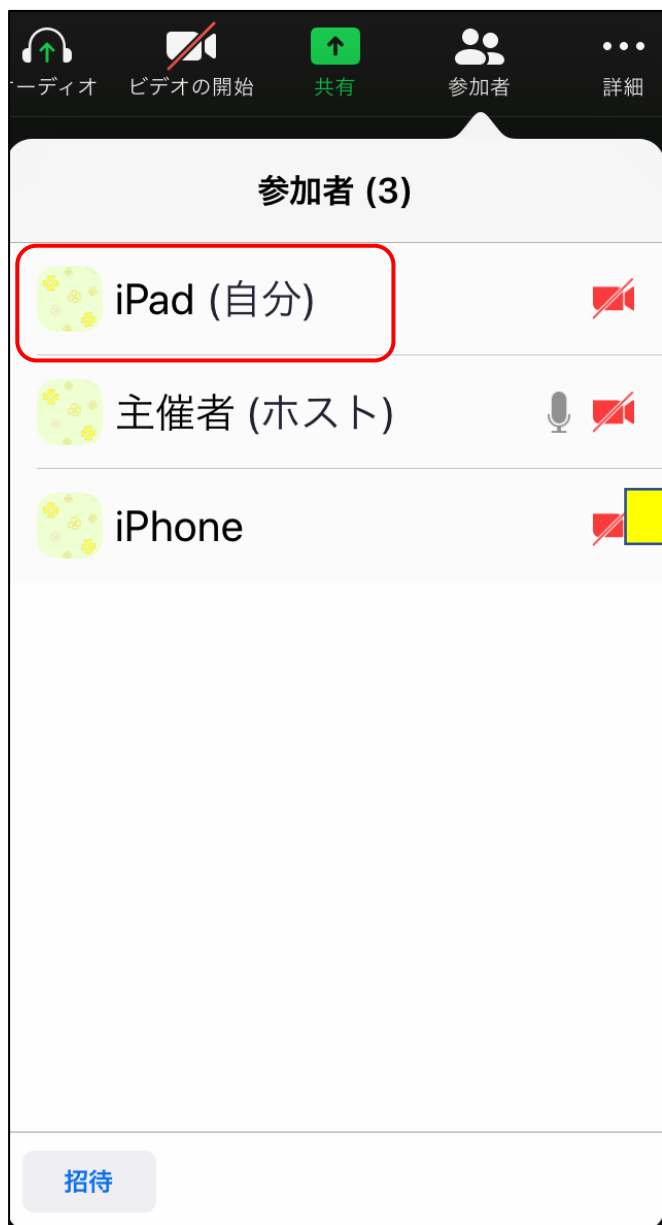 ーディオ ビデオの開始 共有 参加者 詳細
参加者 (3)
iPad (自分)
主催者 (ホスト)
iPhone
招待